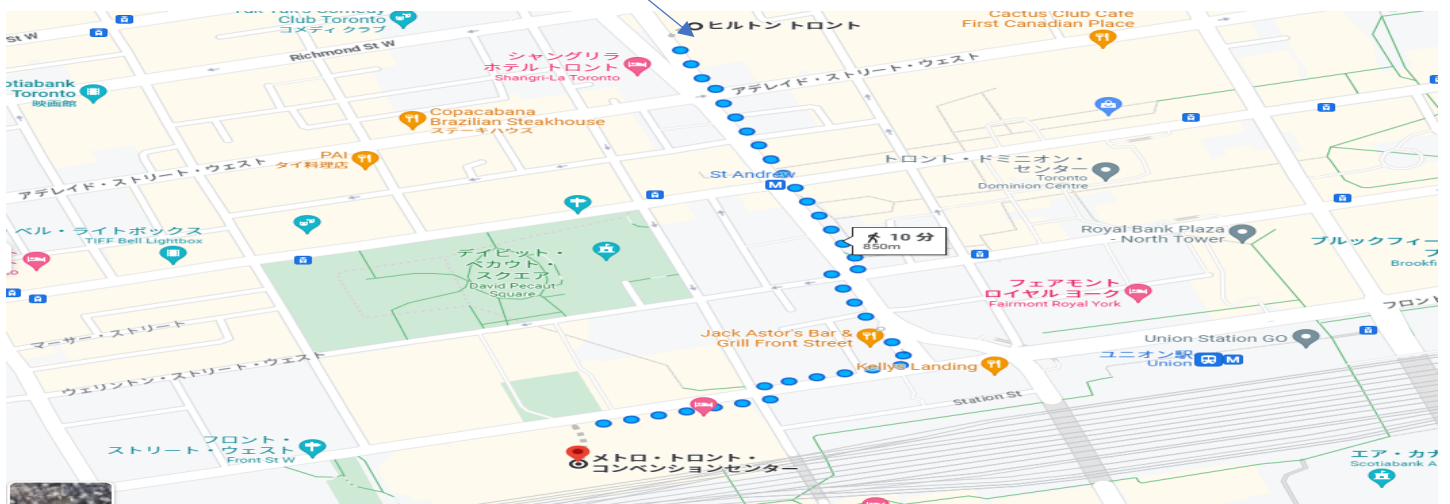 Club Toronto
コメディ クラブ
ヒルトン トロント
Cactus Club Cafe
First Canadian Place
St W
Richmond St W
シャングリラ
ホテル トロント
Shangri-La Toronto
アデレイド・ストリート・ウェスト
otiabank
Toronto
映画館
Copacabana
Brazilian Steakhouse
ステーキハウス
PAI
タイ料理店
アデレイド・ストリート・ウェスト
St Andrew
M
トロント・ドミニオン・
センター
Toronto
Dominion Centre
ベル・ライトボックス
TIFF Bell Lightbox
10 分
850m
Royal Bank Plaza
- North Tower
ブルックフィー
Brookfi
デイビット・
ペカウト・
スクエア
David Pecaut
Square
フェアモント
ロイヤル ヨーク
Fairmont Royal York
フロント
マーサー・ストリート
Jack Astor's Bar &
Grill Front Street
Union Station GO
ユニオン駅
Union
M
Kellys Landing
ウェリントン・ストリート・ウェスト
Station St
フロント・
ストリート・ウェスト
Front St W
メトロ・トロント・
コンベンションセンター
エア・カナ
Scotiabank A